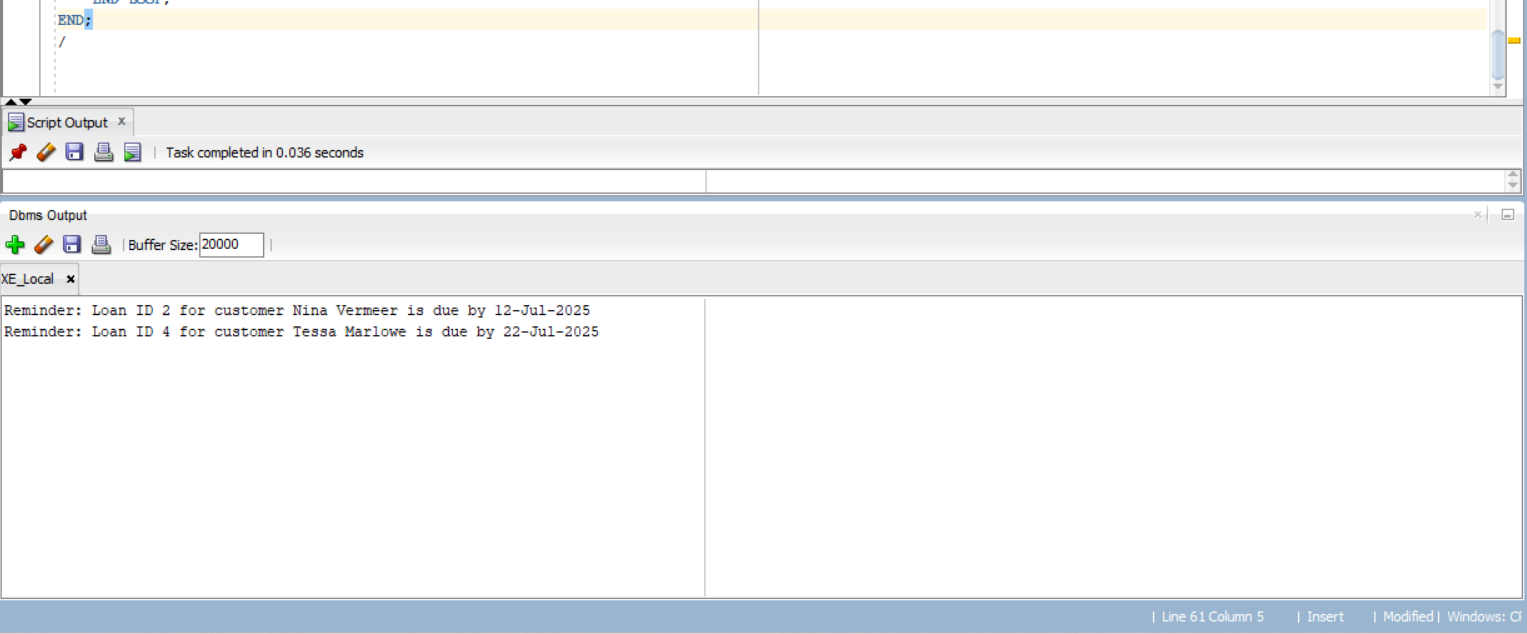 END LOOP;
END;
/
Script Output x
Task completed in 0.036 seconds
Dbms Output
Buffer Size: 20000
XE_Local
Reminder: Loan ID 2 for customer Nina Vermeer is due by 12-Jul-2025
Reminder: Loan ID 4 for customer Tessa Marlowe is due by 22-Jul-2025
| Line 61 Column 5 | Insert | Modified | Windows: CR